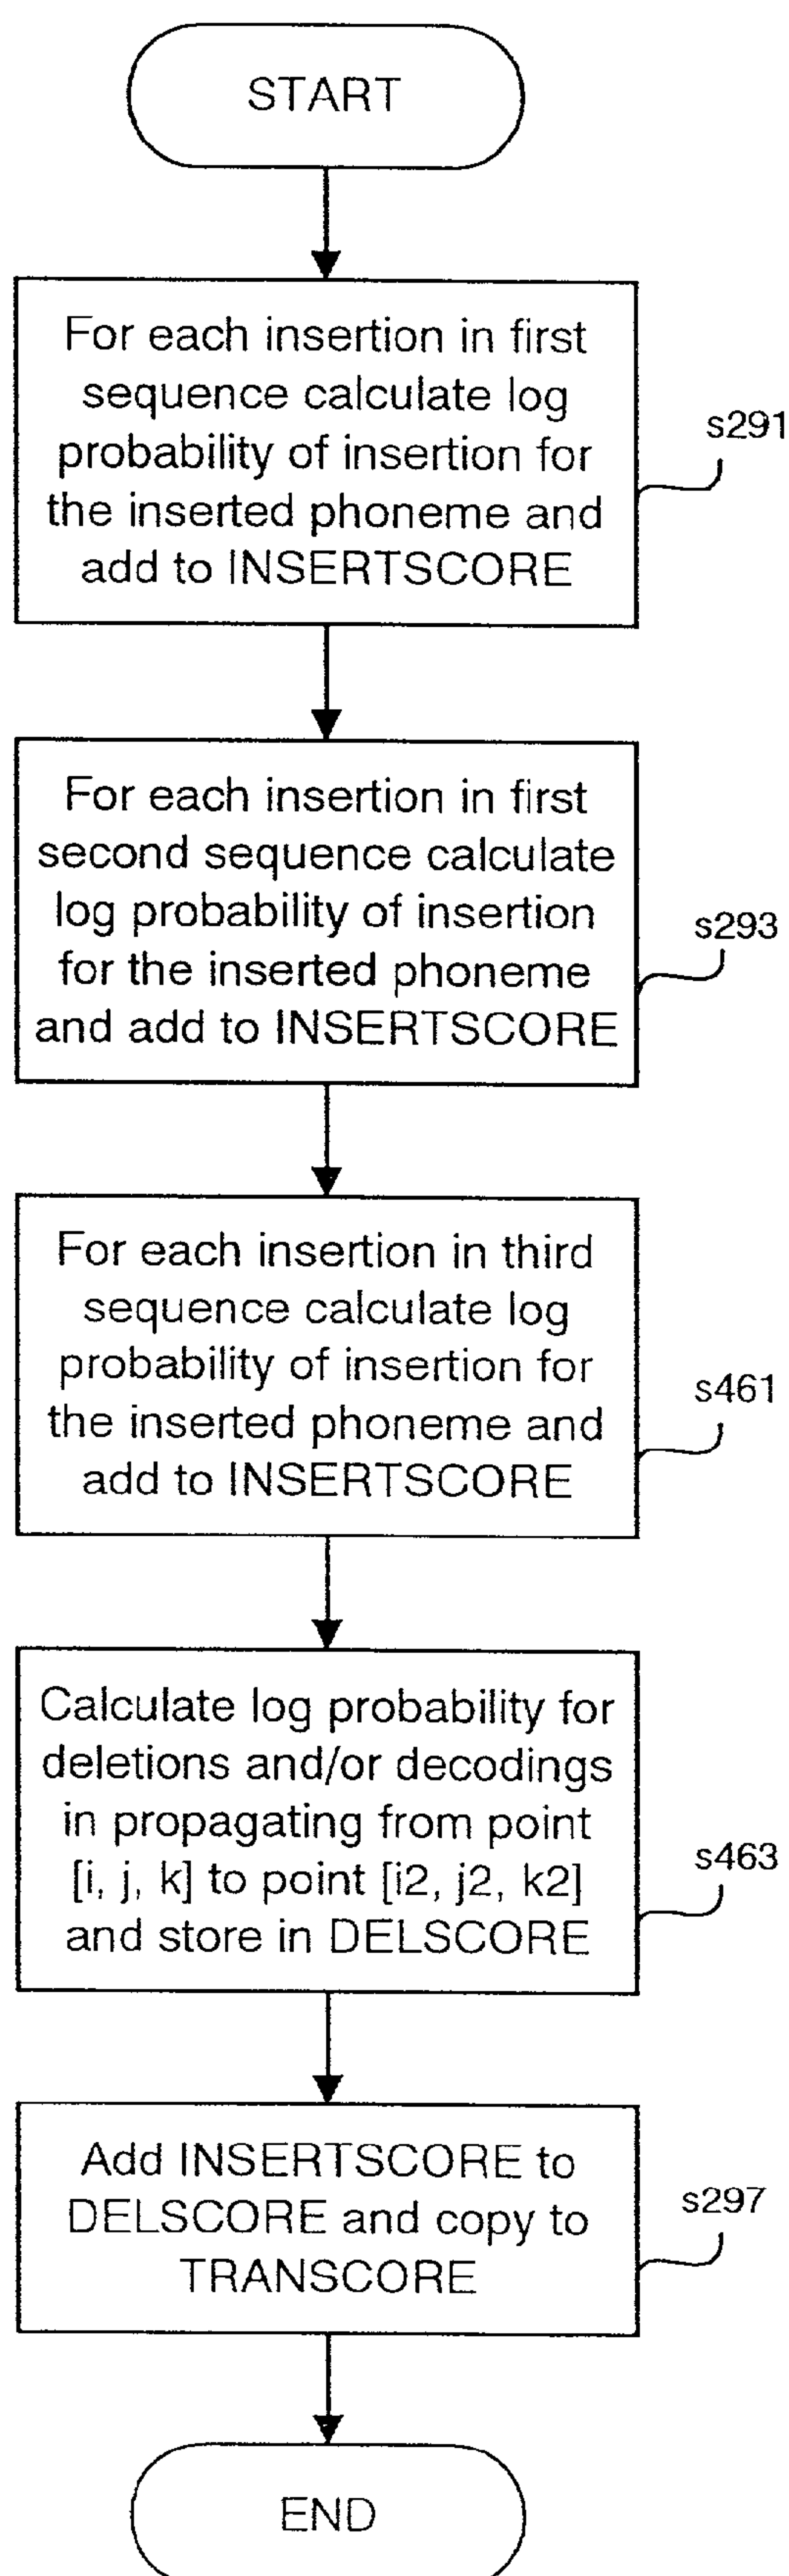 START
For each insertion in first
sequence calculate log
probability of insertion for
the inserted phoneme and
add to INSERTSCORE
s291
For each insertion in first
second sequence calculate
log probability of insertion
for the inserted phoneme
and add to INSERTSCORE
s293
For each insertion in third
sequence calculate log
probability of insertion for
the inserted phoneme and
add to INSERTSCORE
s461
Calculate log probability for
deletions and/or decodings
in propagating from point
[i, j, k] to point [i2, j2, k2]
and store in DELSCORE
s463
Add INSERTSCORE to
DELSCORE and copy to
TRANSCORE
s297
END